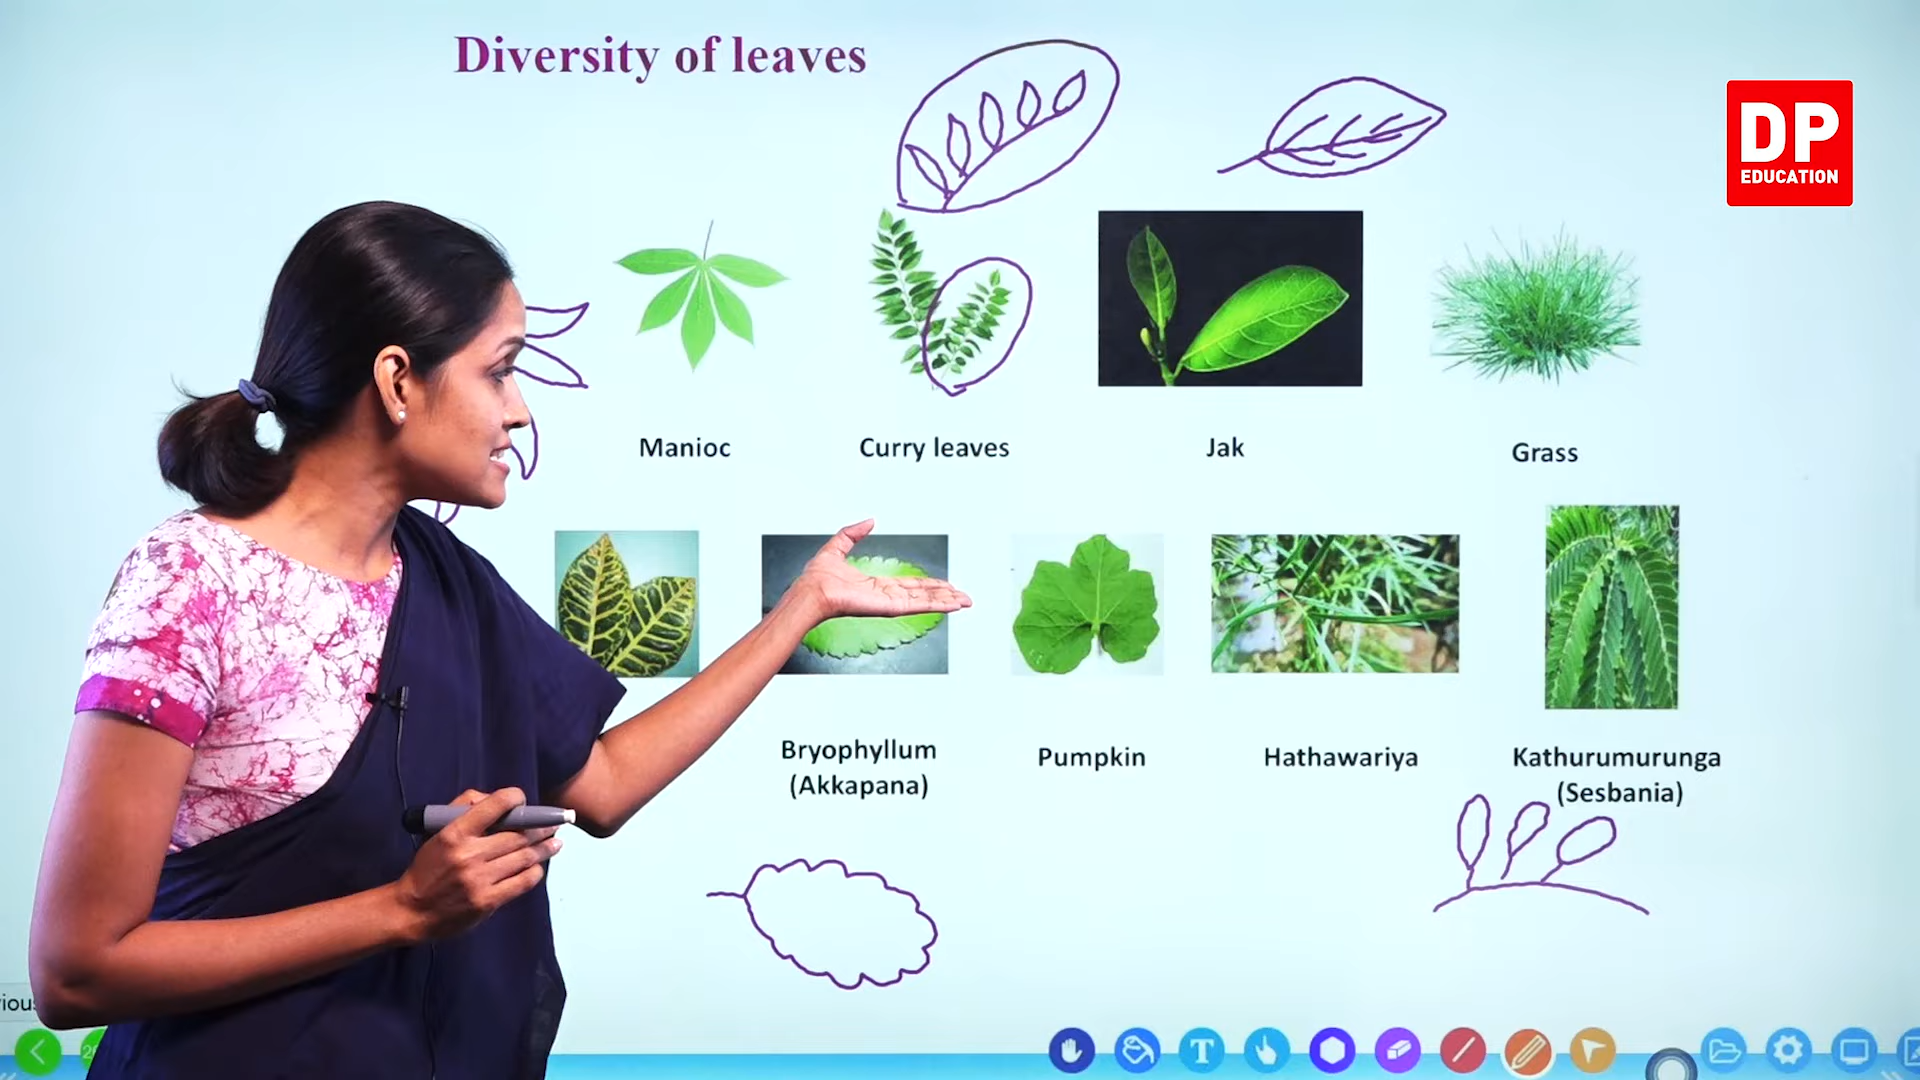 Diversity of leaves
DP
EDUCATION
Manioc
Curry leaves
Jak
Grass
Bryophyllum
(Akkapana)
Pumpkin
Hathawariya
Kathurumurunga
(Sesbania)
T